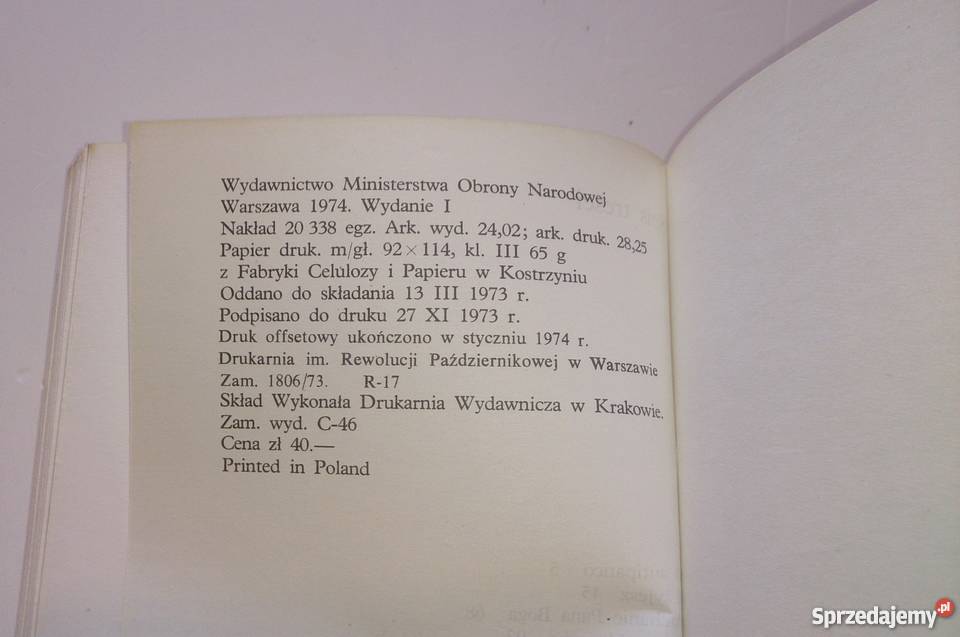 Wydawnictwo Ministerstwa Obrony Narodowej
Warszawa 1974. Wydanie I
Nakład 20 338 egz. Ark. wyd. 24,02; ark. druk. 28,25
Papier druk. m/gł. 92 × 114, kl. III 65 g
z Fabryki Celulozy i Papieru w Kostrzyniu
Oddano do składania 13 III 1973 r.
Podpisano do druku 27 XI 1973 r.
Druk offsetowy ukończono w styczniu 1974 r.
Drukarnia im. Rewolucji Październikowej w Warszawie
Zam. 1806/73. R-17
Skład Wykonała Drukarnia Wydawnicza w Krakowie.
Zam. wyd. C-46
Cena zł 40.—
Printed in Poland
Sprzedajemy.pl